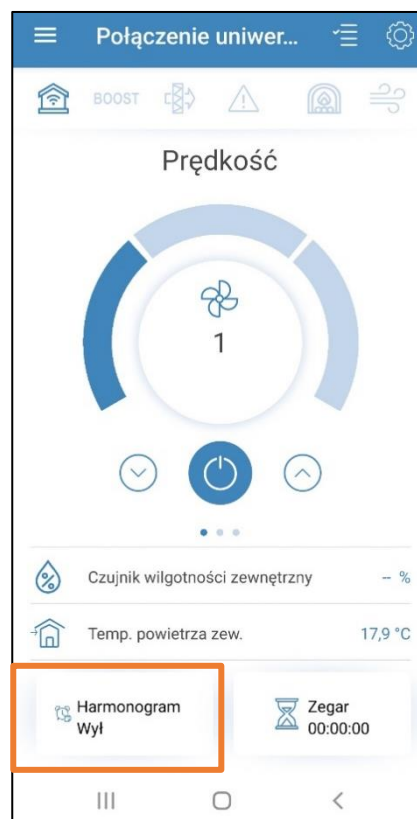 Połączenie uniwer...
BOOST
Prędkość
1
Czujnik wilgotności zewnętrzny -- %
Temp. powietrza zew. 17,9 °C
Harmonogram
Wył
Zegar
00:00:00